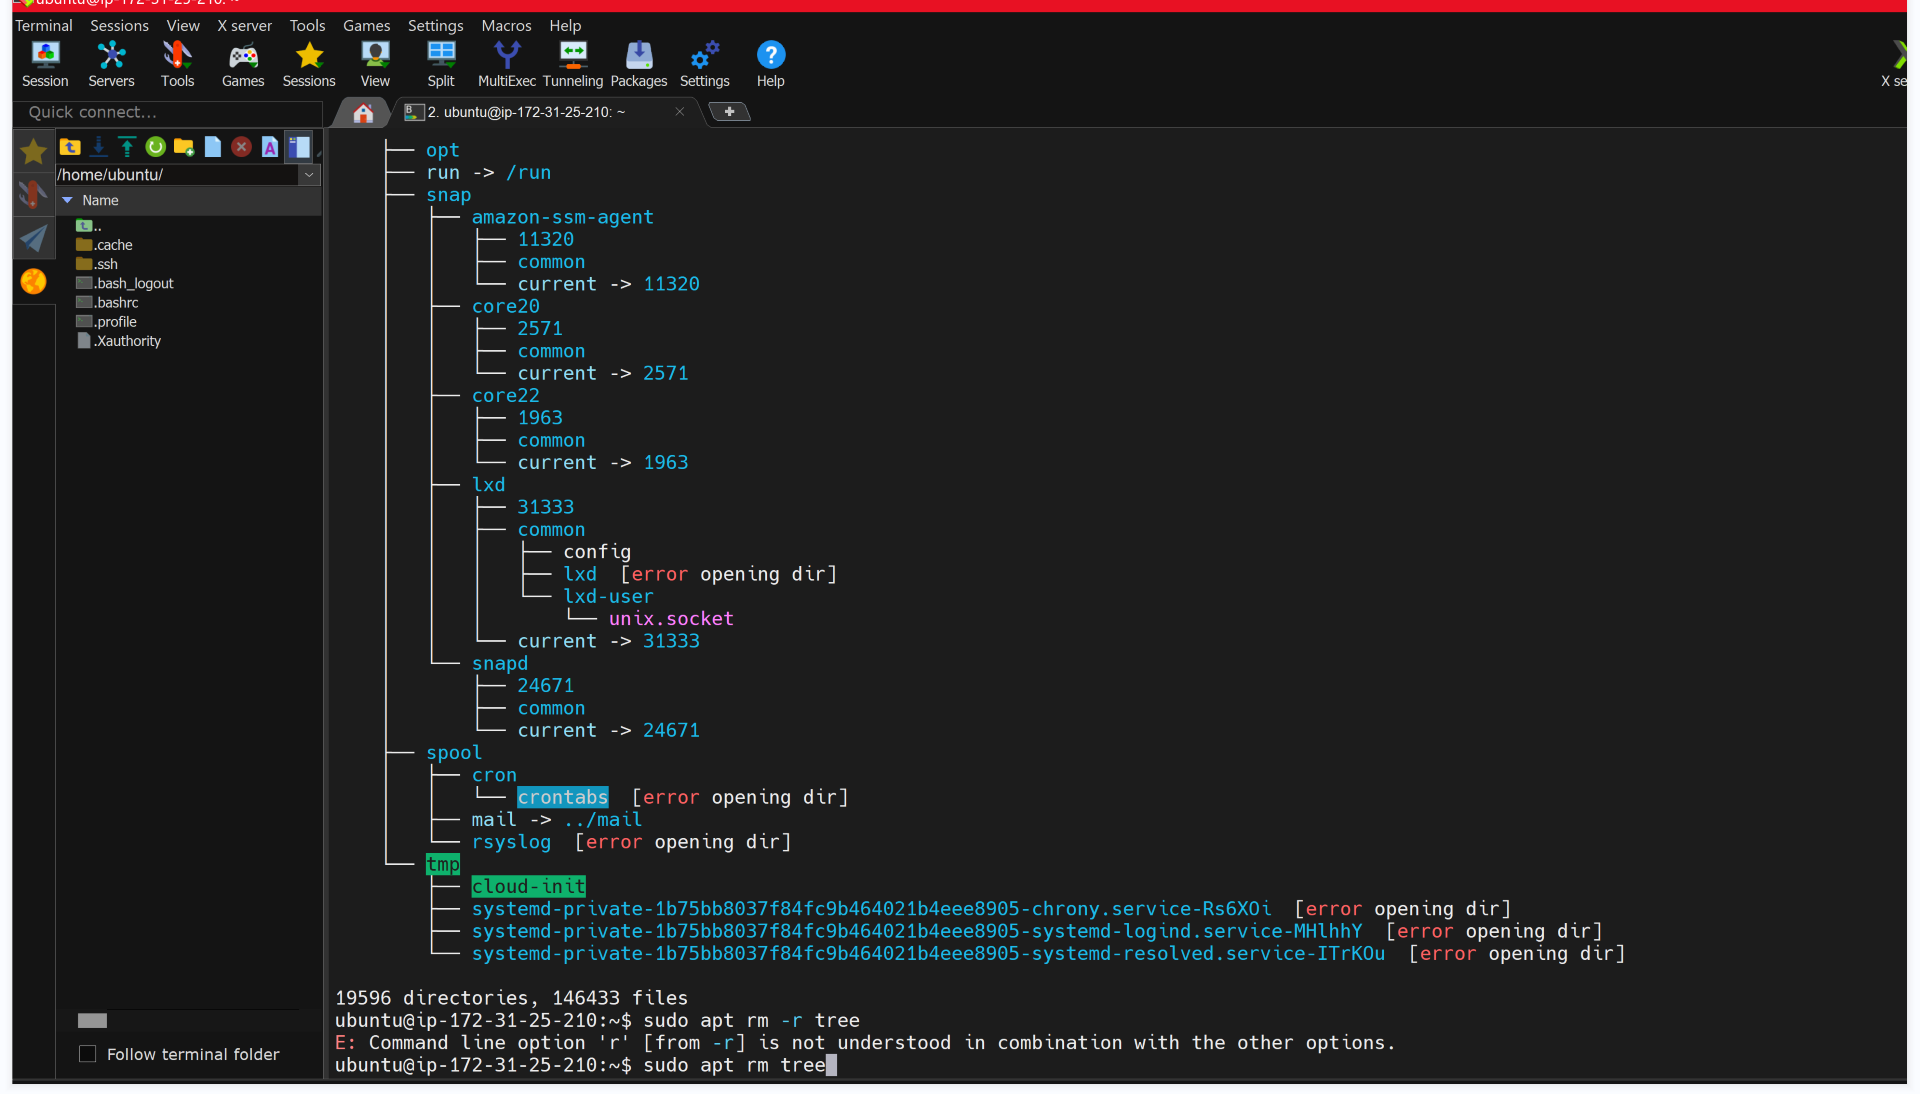 ubuntu@ip-172-31-25-210: ~
Terminal Sessions View X server Tools Games Settings Macros Help
Session Servers Tools Games Sessions View Split MultiExec Tunneling Packages Settings Help
X se
Quick connect...
2. ubuntu@ip-172-31-25-210: ~
/home/ubuntu/
Name
..
.cache
.ssh
.bash_logout
.bashrc
.profile
.Xauthority
Follow terminal folder
├── opt
├── run -> /run
├── snap
│   ├── amazon-ssm-agent
│   │   ├── 11320
│   │   ├── common
│   │   └── current -> 11320
│   ├── core20
│   │   ├── 2571
│   │   ├── common
│   │   └── current -> 2571
│   ├── core22
│   │   ├── 1963
│   │   ├── common
│   │   └── current -> 1963
│   ├── lxd
│   │   ├── 31333
│   │   ├── common
│   │   │   ├── config
│   │   │   ├── lxd  [error opening dir]
│   │   │   └── lxd-user
│   │   │       └── unix.socket
│   │   └── current -> 31333
│   └── snapd
│       ├── 24671
│       ├── common
│       └── current -> 24671
├── spool
│   ├── cron
│   │   └── crontabs  [error opening dir]
│   ├── mail -> ../mail
│   └── rsyslog  [error opening dir]
└── tmp
    ├── cloud-init
    ├── systemd-private-1b75bb8037f84fc9b464021b4eee8905-chrony.service-Rs6XOi  [error opening dir]
    ├── systemd-private-1b75bb8037f84fc9b464021b4eee8905-systemd-logind.service-MHlhhY  [error opening dir]
    └── systemd-private-1b75bb8037f84fc9b464021b4eee8905-systemd-resolved.service-ITrKOu  [error opening dir]
19596 directories, 146433 files
ubuntu@ip-172-31-25-210:~$ sudo apt rm -r tree
E: Command line option 'r' [from -r] is not understood in combination with the other options.
ubuntu@ip-172-31-25-210:~$ sudo apt rm tree